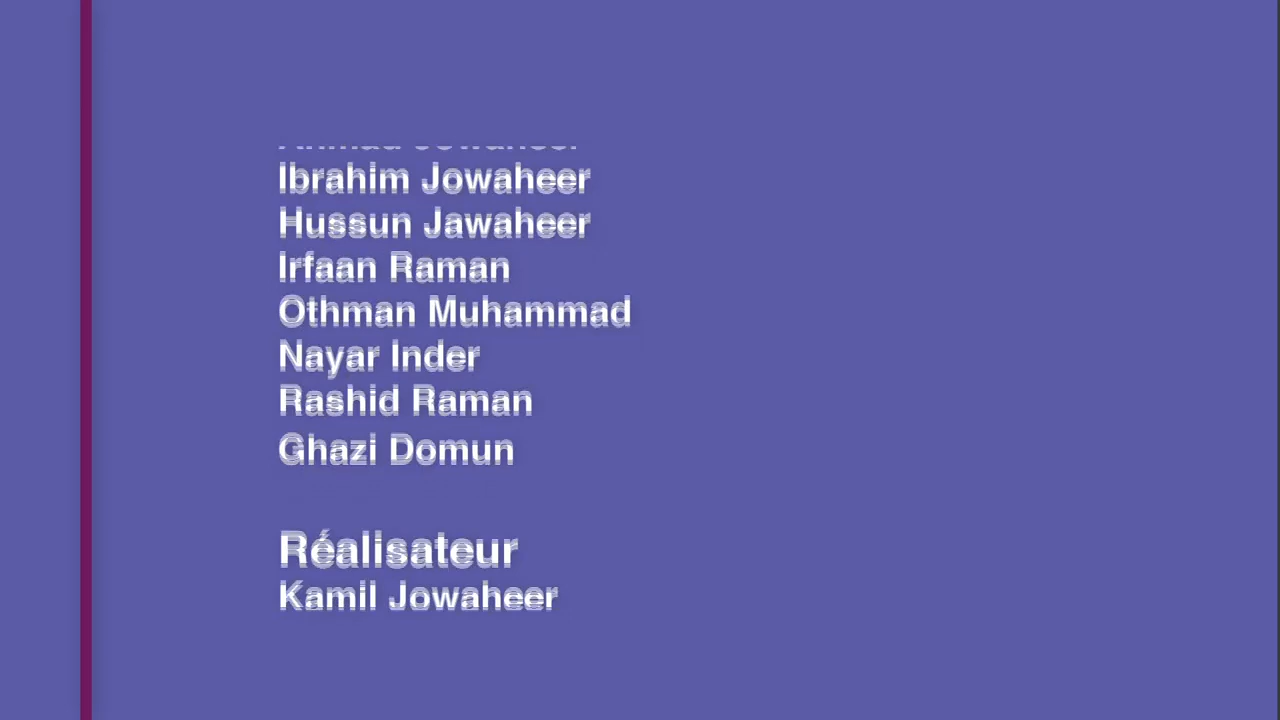 Ibrahim Jowaheer
Hussun Jawaheer
Irfaan Raman
Othman Muhammad
Nayar Inder
Rashid Raman
Ghazi Domun
Réalisateur
Kamil Jowaheer